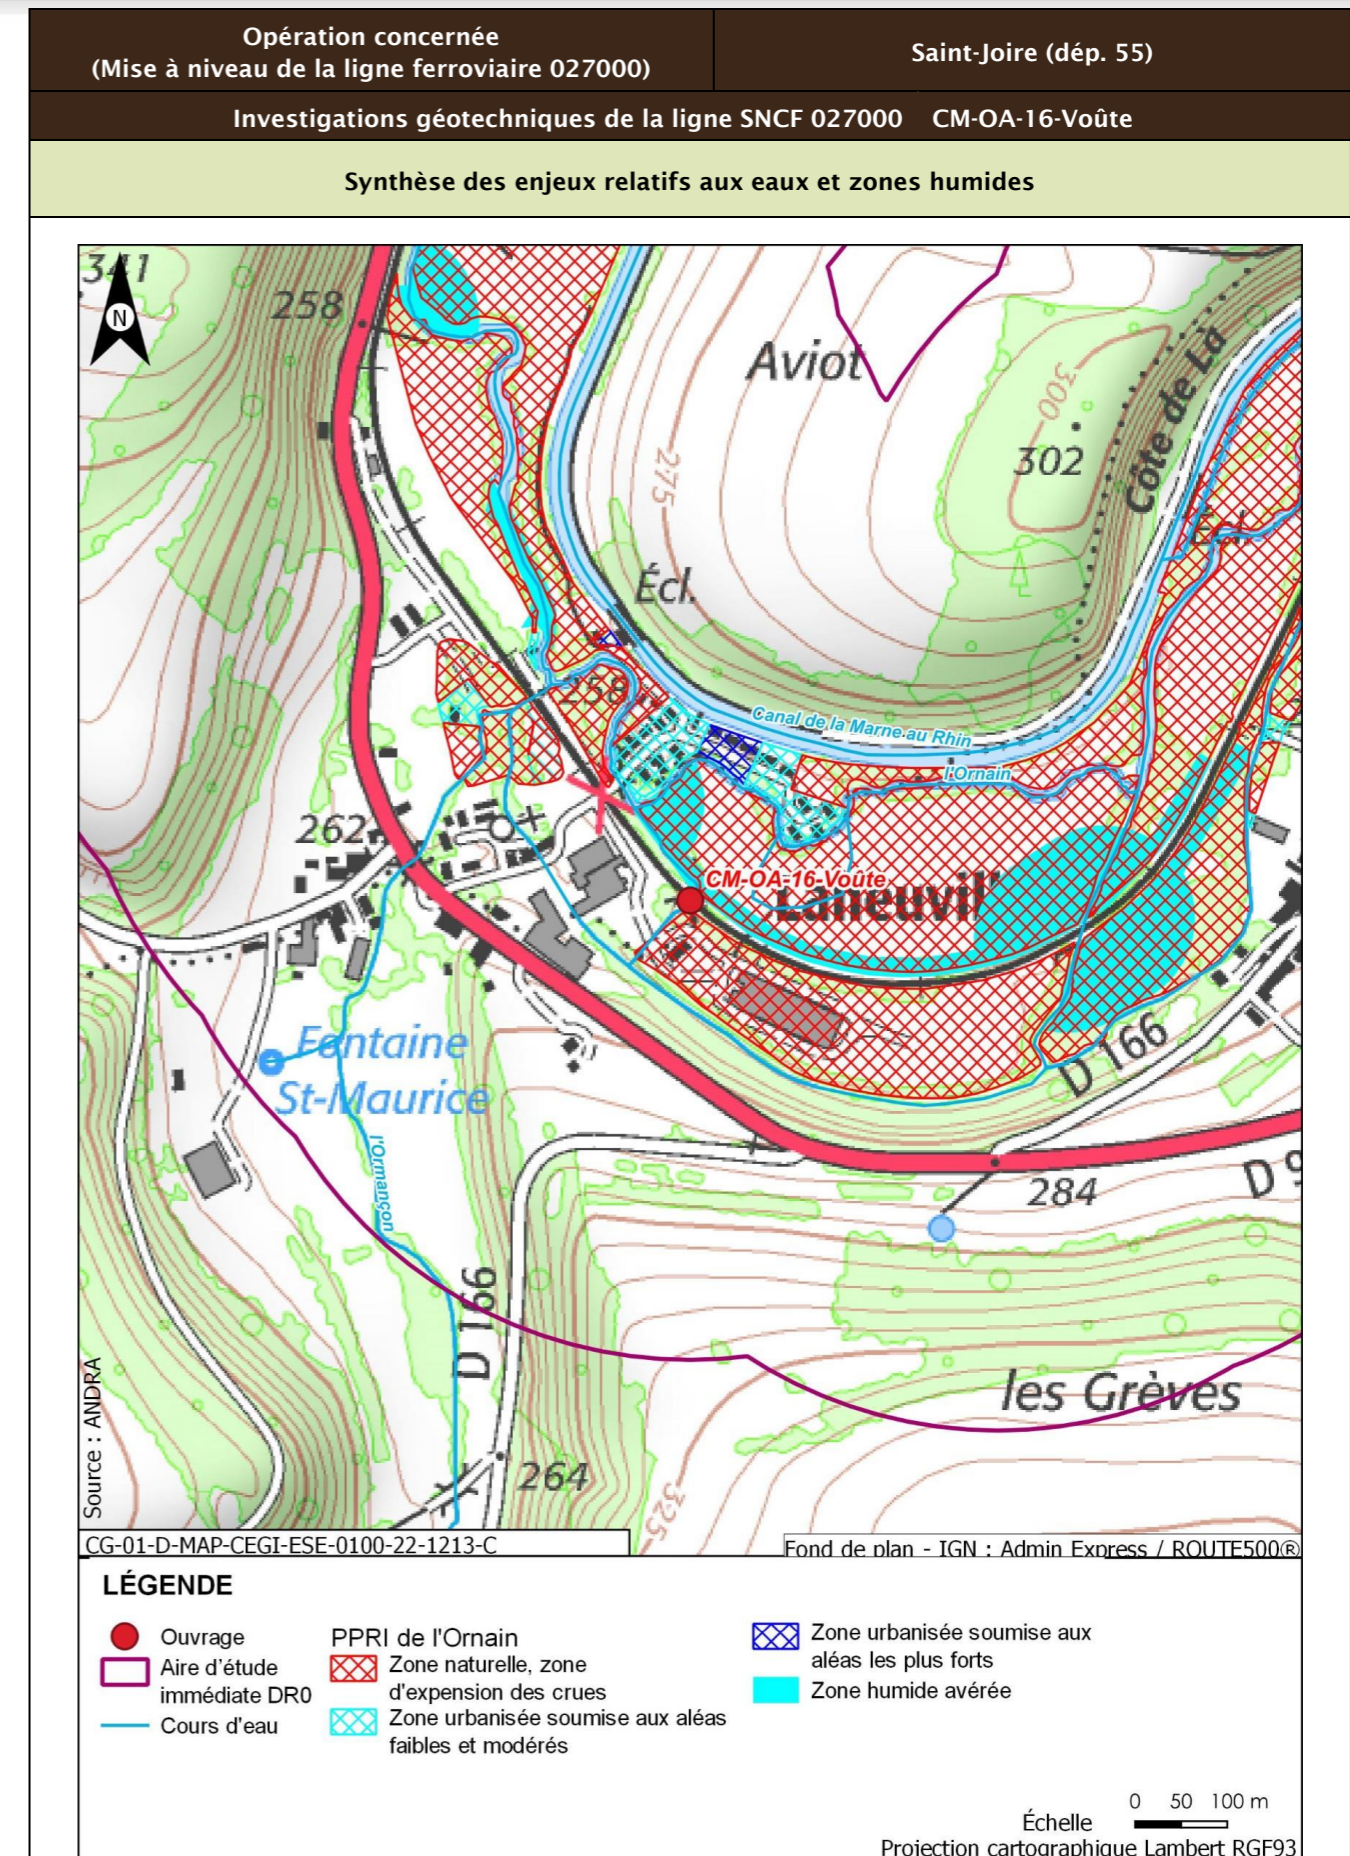 Opération concernée
(Mise à niveau de la ligne ferroviaire 027000)
Saint-Joire (dép. 55)
Investigations géotechniques de la ligne SNCF 027000 CM-OA-16-Voûte
Synthèse des enjeux relatifs aux eaux et zones humides
341
N
258
Aviot
300
Côte de La
302
275
Écl.
258
Canal de la Marne au Rhin
l'Ornain
262
CM-OA-16-Voûte
Laneuvill
Fontaine
St-Maurice
D 166
l'Ormançon
284
D 9
D 166
les Grèves
264
325
Source : ANDRA
CG-01-D-MAP-CEGI-ESE-0100-22-1213-C
Fond de plan - IGN : Admin Express / ROUTE500®
LÉGENDE
Ouvrage
Aire d'étude
immédiate DR0
Cours d'eau
PPRI de l'Ornain
Zone naturelle, zone
d'expension des crues
Zone urbanisée soumise aux aléas
faibles et modérés
Zone urbanisée soumise aux
aléas les plus forts
Zone humide avérée
0 50 100 m
Échelle
Projection cartographique Lambert RGF93